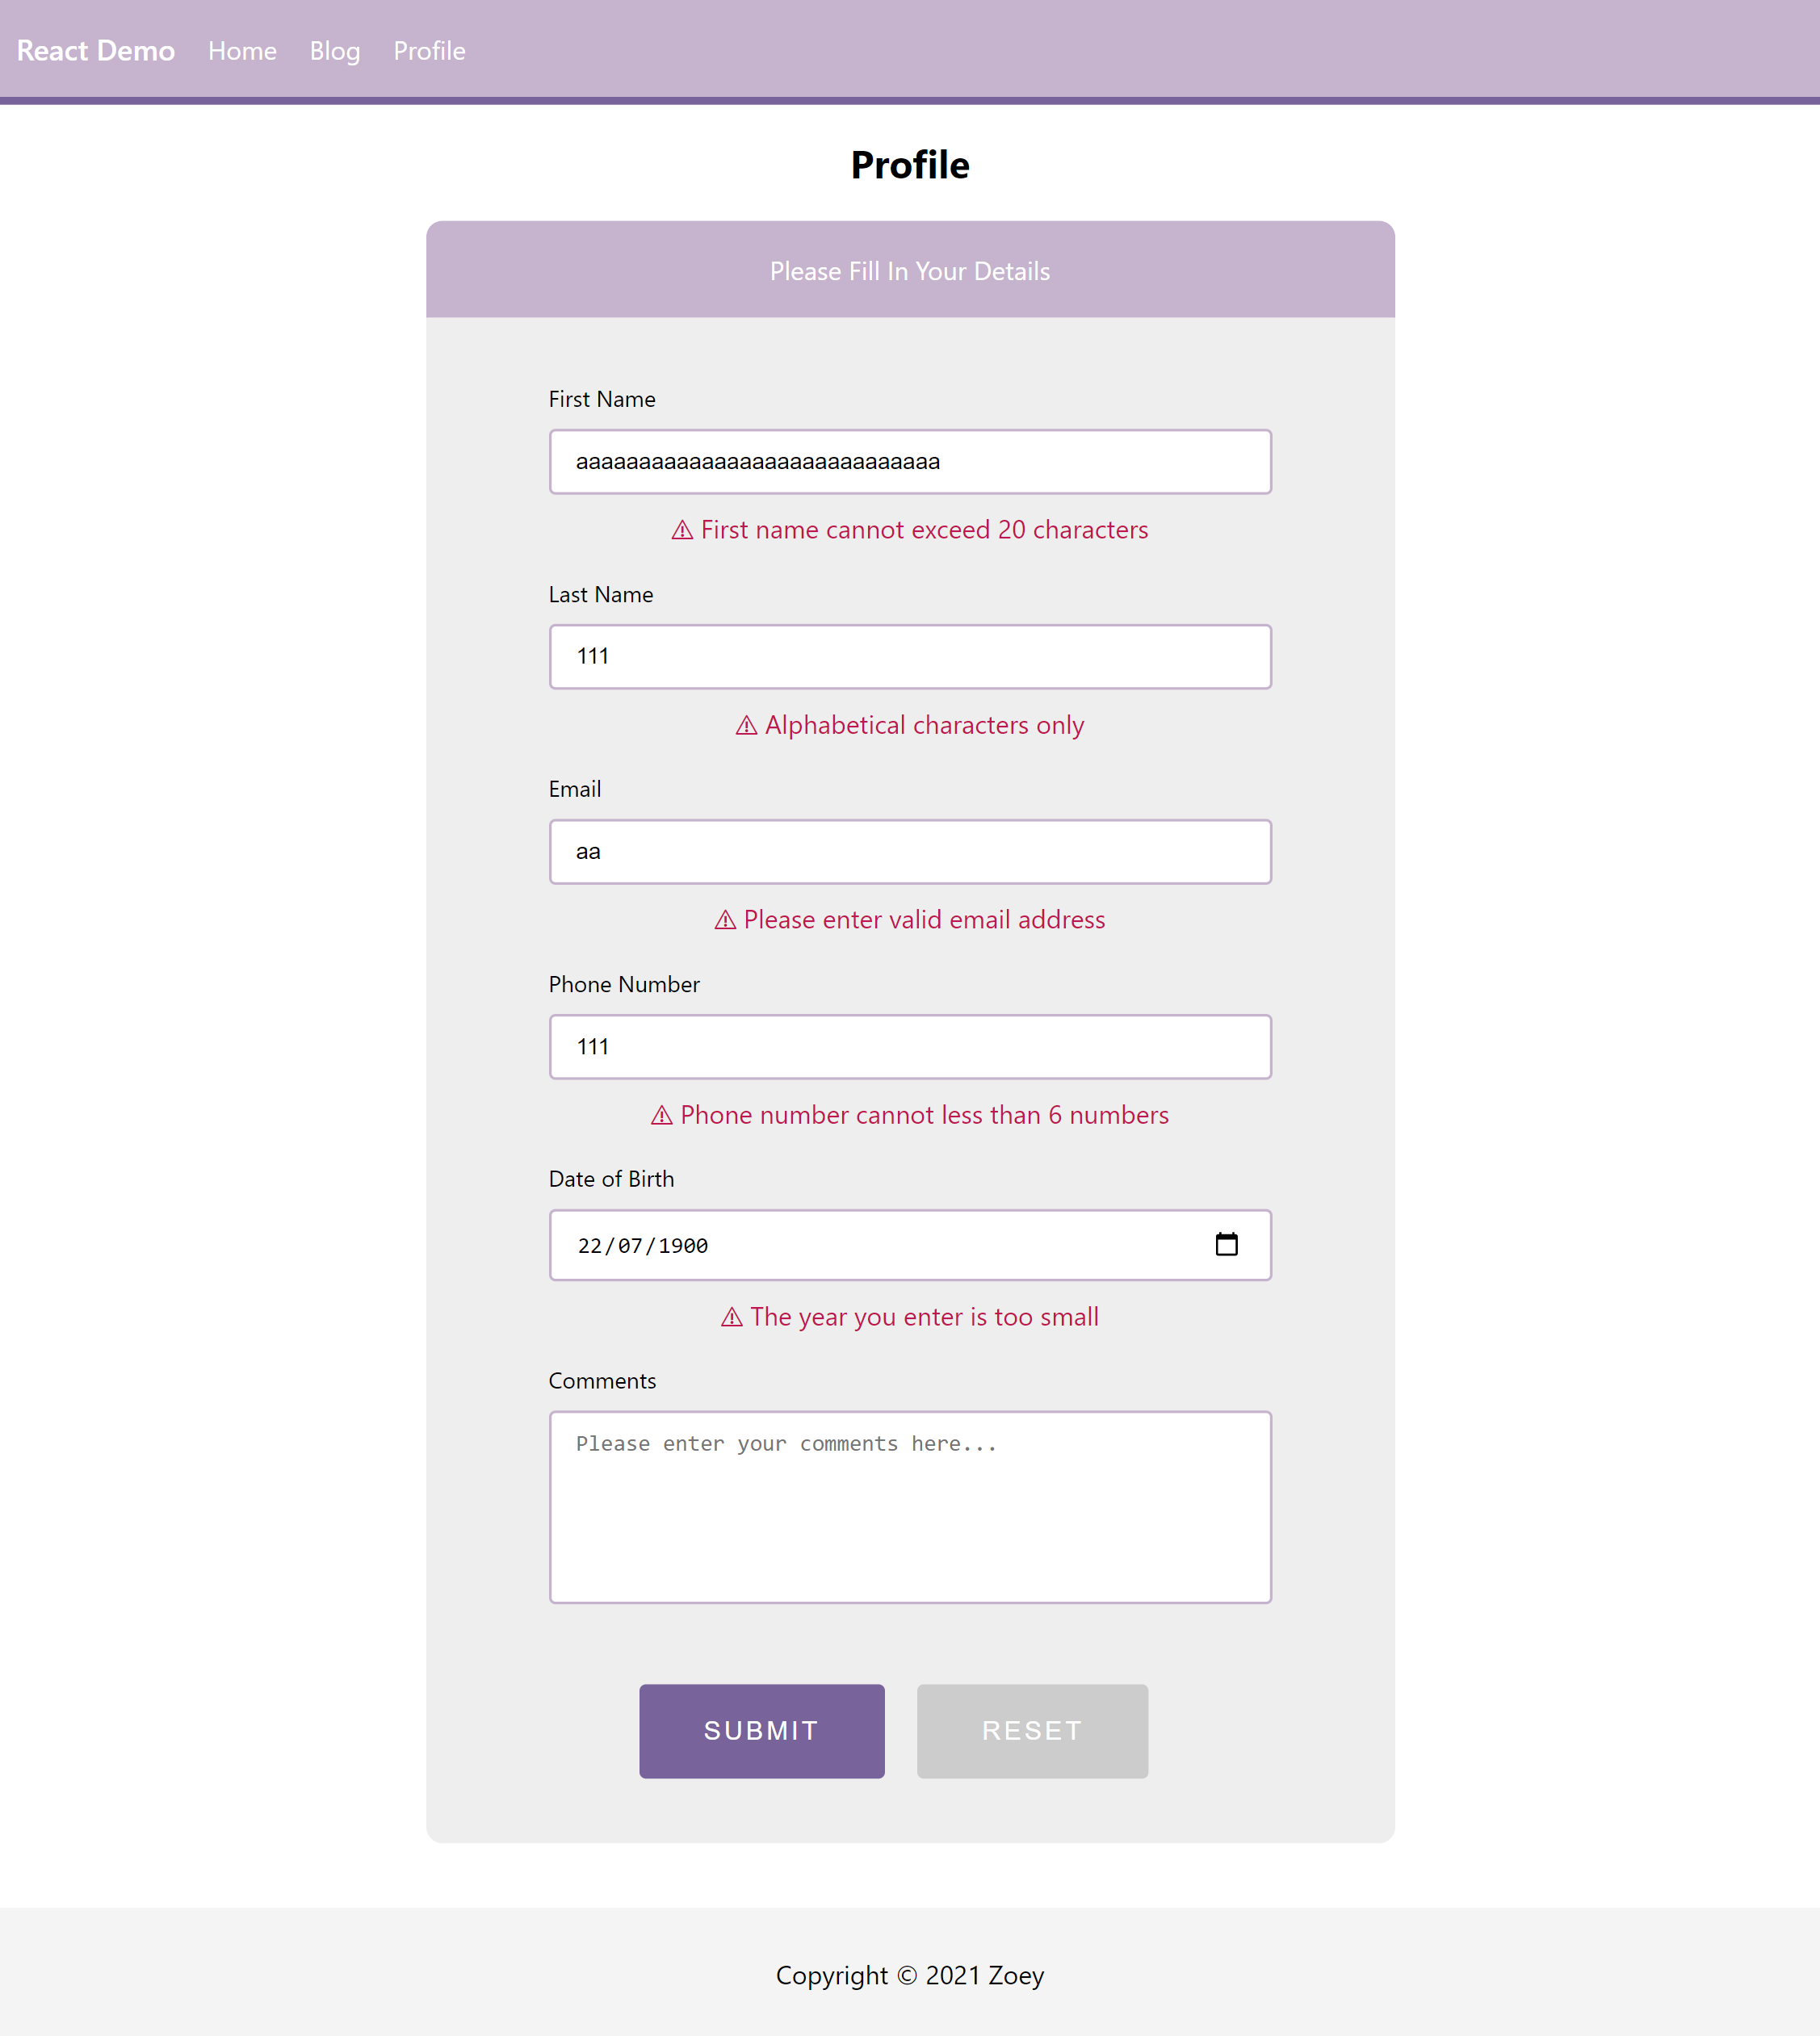 React Demo Home Blog Profile
Profile
Please Fill In Your Details
First Name
aaaaaaaaaaaaaaaaaaaaaaaaaaaaa
⚠ First name cannot exceed 20 characters
Last Name
111
⚠ Alphabetical characters only
Email
aa
⚠ Please enter valid email address
Phone Number
111
⚠ Phone number cannot less than 6 numbers
Date of Birth
22/07/1900
⚠ The year you enter is too small
Comments
Please enter your comments here...
SUBMIT RESET
Copyright © 2021 Zoey